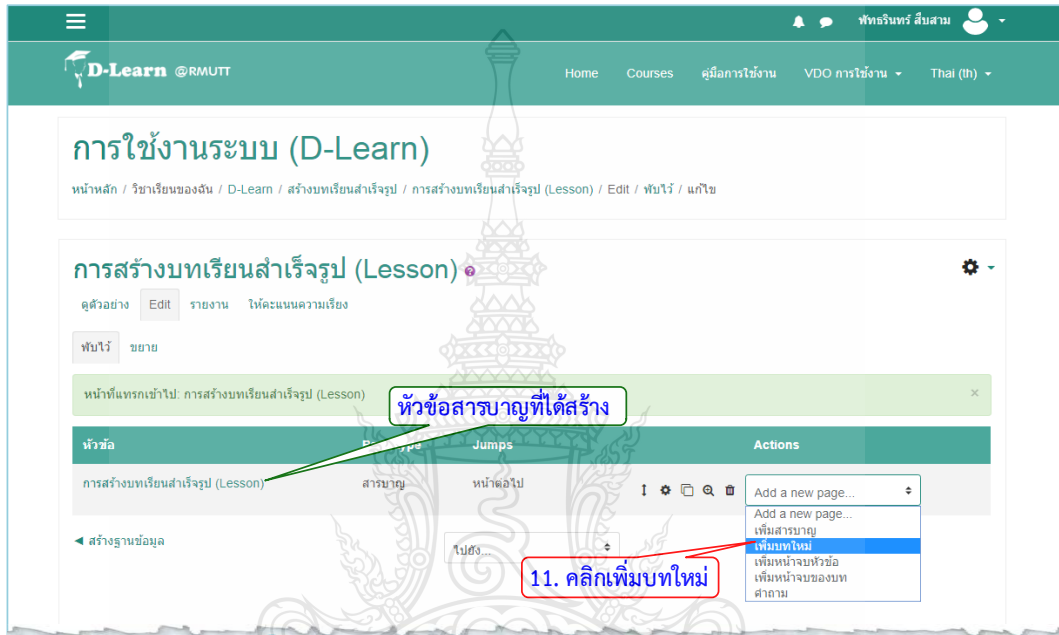 พัทธรินทร์ สืบสาม
D-Learn @RMUTT
Home Courses คู่มือการใช้งาน VDO การใช้งาน Thai (th)
การใช้งานระบบ (D-Learn)
หน้าหลัก / วิชาเรียนของฉัน / D-Learn / สร้างบทเรียนสำเร็จรูป / การสร้างบทเรียนสำเร็จรูป (Lesson) / Edit / พับไว้ / แก้ไข
การสร้างบทเรียนสำเร็จรูป (Lesson)
ดูตัวอย่าง Edit รายงาน ให้คะแนนความเรียง
พับไว้ ขยาย
หน้าที่แทรกเข้าไป: การสร้างบทเรียนสำเร็จรูป (Lesson) ×
หัวข้อสารบาญที่ได้สร้าง
หัวข้อ Jumps Actions
การสร้างบทเรียนสำเร็จรูป (Lesson) สารบาญ หน้าต่อไป Add a new page...
Add a new page...
เพิ่มสารบาญ
เพิ่มบทใหม่
เพิ่มหน้าจบหัวข้อ
เพิ่มหน้าจบของบท
คำถาม
◄ สร้างฐานข้อมูล ไปยัง...
11. คลิกเพิ่มบทใหม่